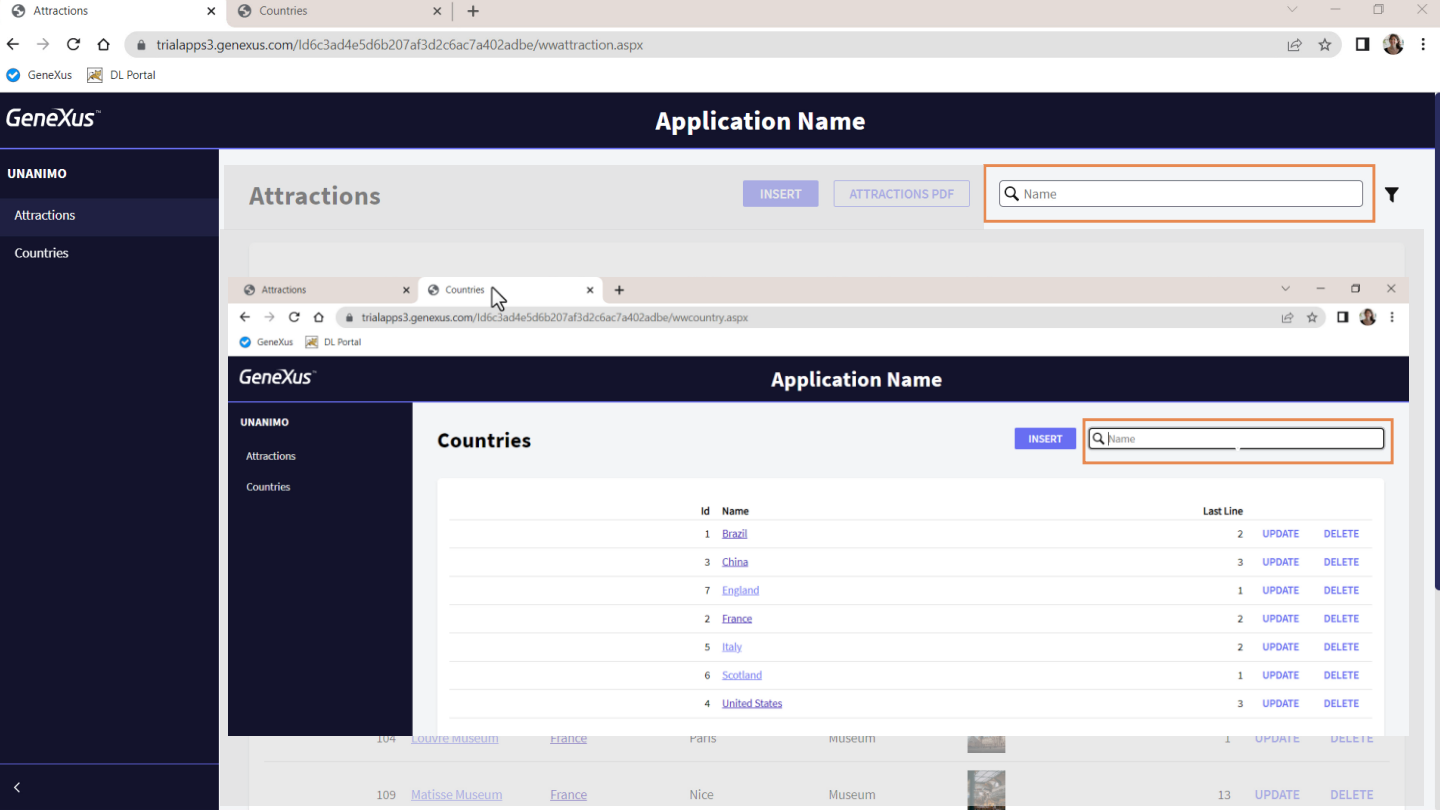 Attractions
Countries
trialapps3.genexus.com/Id6c3ad4e5d6b207af3d2c6ac7a402adbe/wwattraction.aspx
GeneXus DL Portal
GeneXus™ Application Name
UNANIMO
Attractions
Countries
Attractions INSERT ATTRACTIONS PDF Name
Attractions Countries
trialapps3.genexus.com/Id6c3ad4e5d6b207af3d2c6ac7a402adbe/wwcountry.aspx
GeneXus DL Portal
GeneXus™ Application Name
UNANIMO
Attractions
Countries
Countries INSERT Name
Id Name Last Line
1 Brazil 2 UPDATE DELETE
3 China 3 UPDATE DELETE
7 England 1 UPDATE DELETE
2 France 2 UPDATE DELETE
5 Italy 2 UPDATE DELETE
6 Scotland 1 UPDATE DELETE
4 United States 3 UPDATE DELETE
104 Louvre Museum France Paris Museum 1 UPDATE DELETE
109 Matisse Museum France Nice Museum 13 UPDATE DELETE